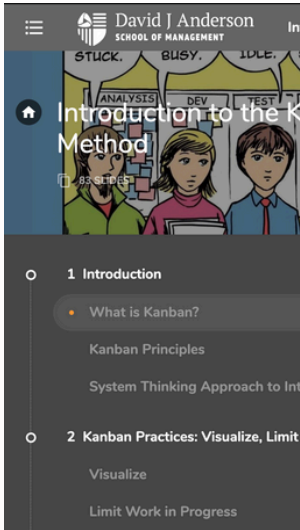 David J Anderson
SCHOOL OF MANAGEMENT
In
STUCK.
BUSY.
IDLE.
ANALYSIS
DEV
TEST
Introduction to the K
Method
83 SLIDES
1 Introduction
What is Kanban?
Kanban Principles
System Thinking Approach to Int
2 Kanban Practices: Visualize, Limit
Visualize
Limit Work in Progress